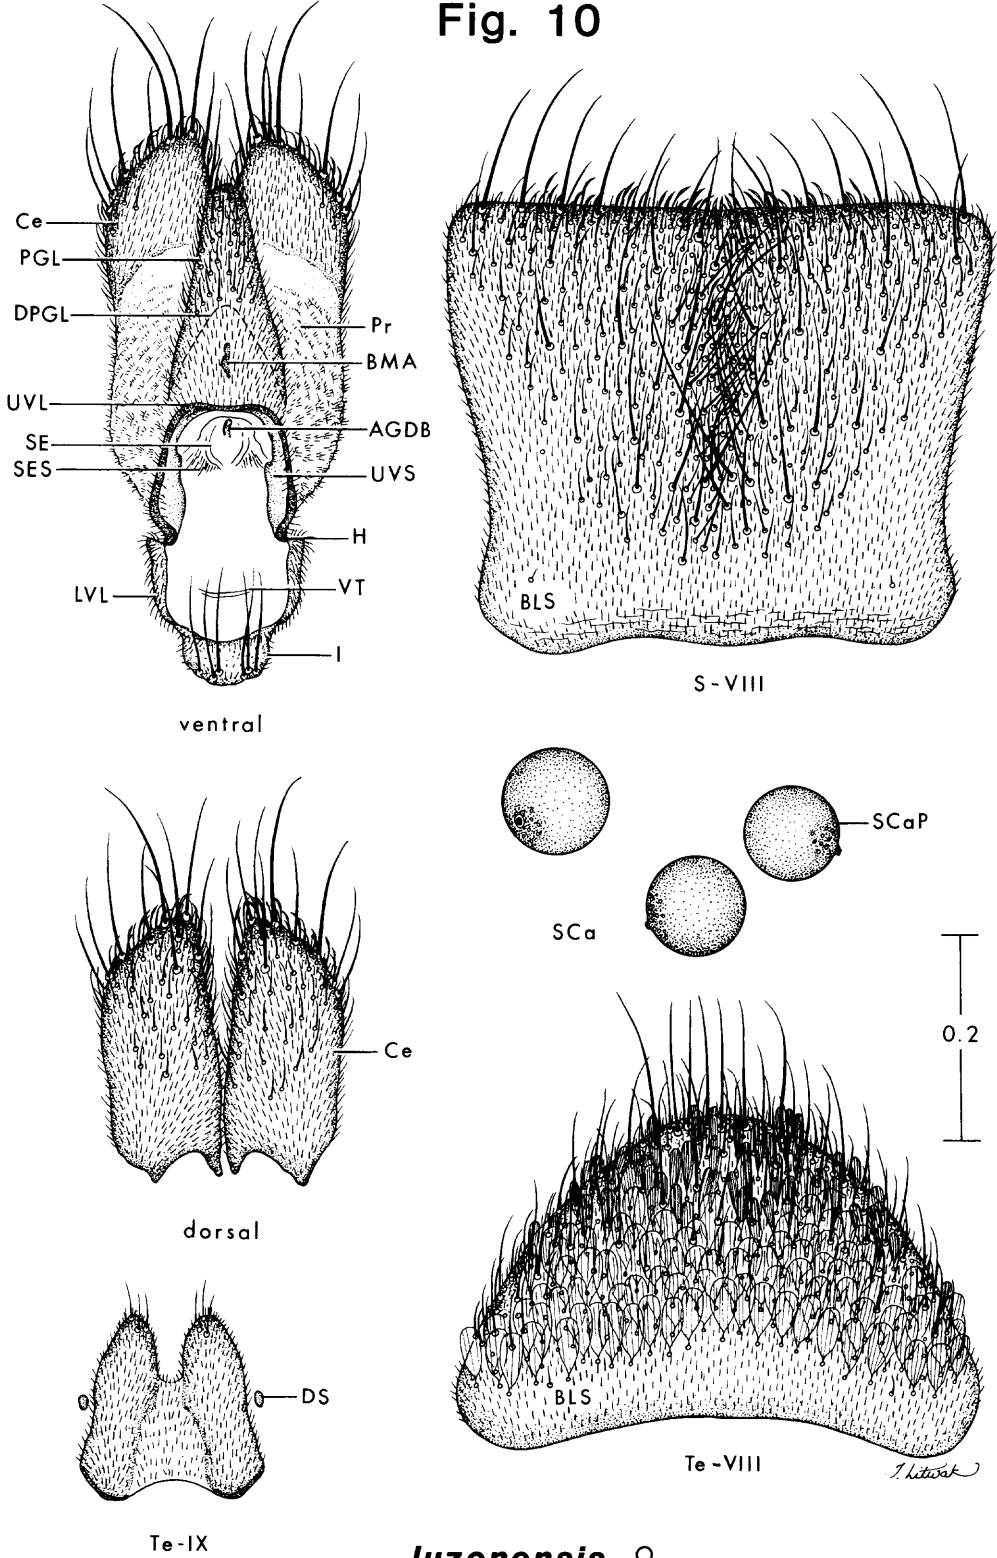 Fig. 10
Ce
PGL
DPGL
Pr
BMA
UVL
AGDB
SE
SES
UVS
H
LVL
VT
I
ventral
BLS
S-VIII
SCaP
SCa
0.2
Ce
dorsal
DS
Te-IX
BLS
Te-VIII
T. Litwak
luzonensis ♀